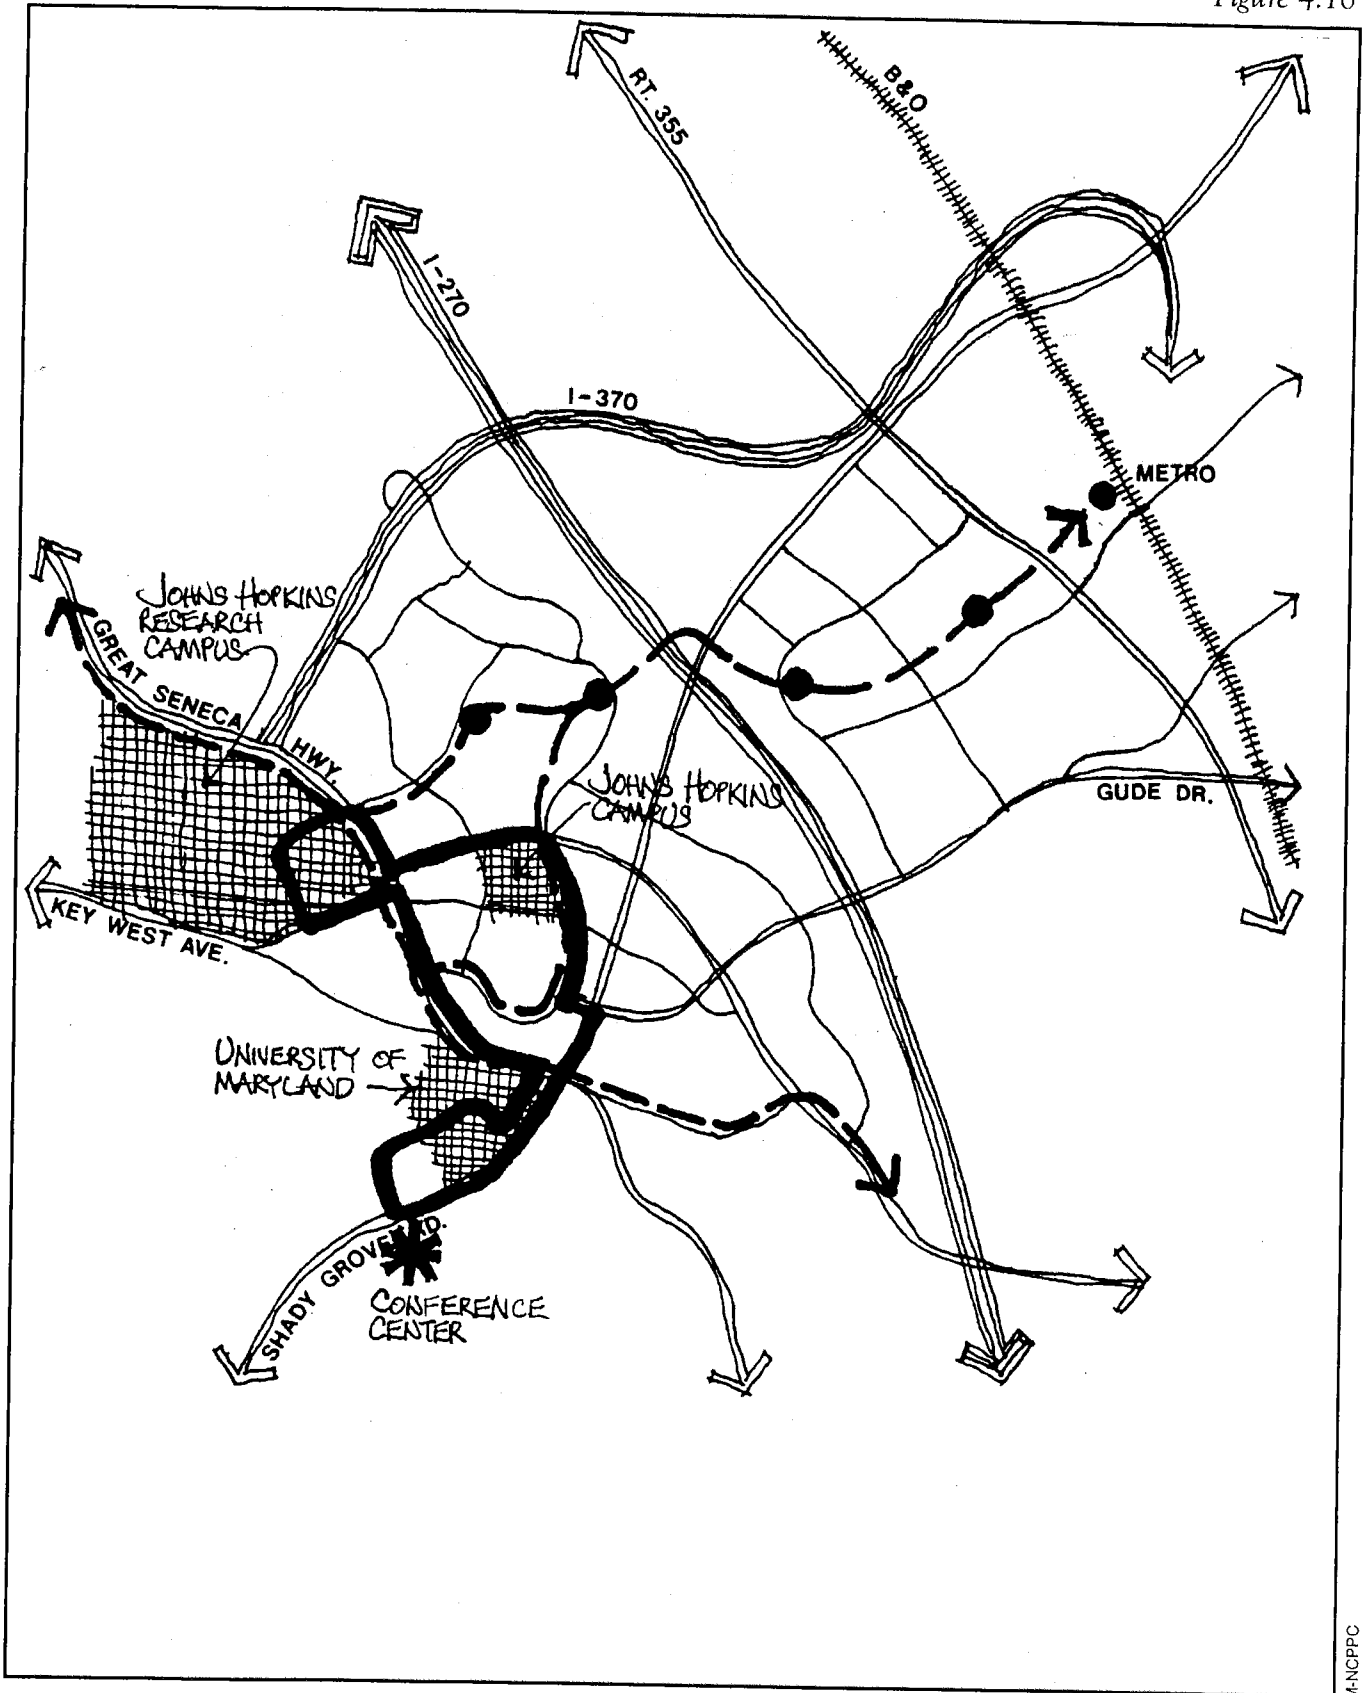 Figure 4.10
RT. 355
B&O
I-270
I-370
METRO
JOHNS HOPKINS
RESEARCH
CAMPUS
GREAT SENECA
HWY.
JOHNS HOPKINS
CAMPUS
GUDE DR.
KEY WEST AVE.
UNIVERSITY OF
MARYLAND
SHADY GROVE RD.
CONFERENCE
CENTER
M-NCPPC